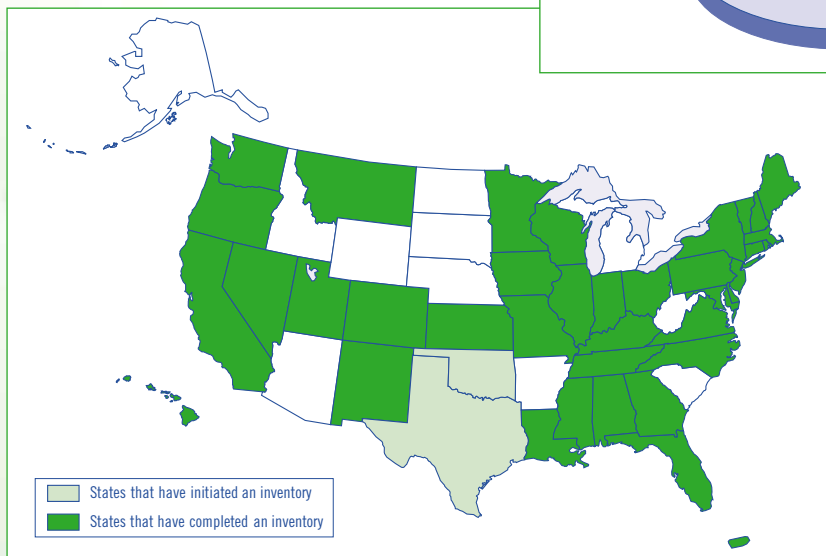 States that have initiated an inventory
States that have completed an inventory